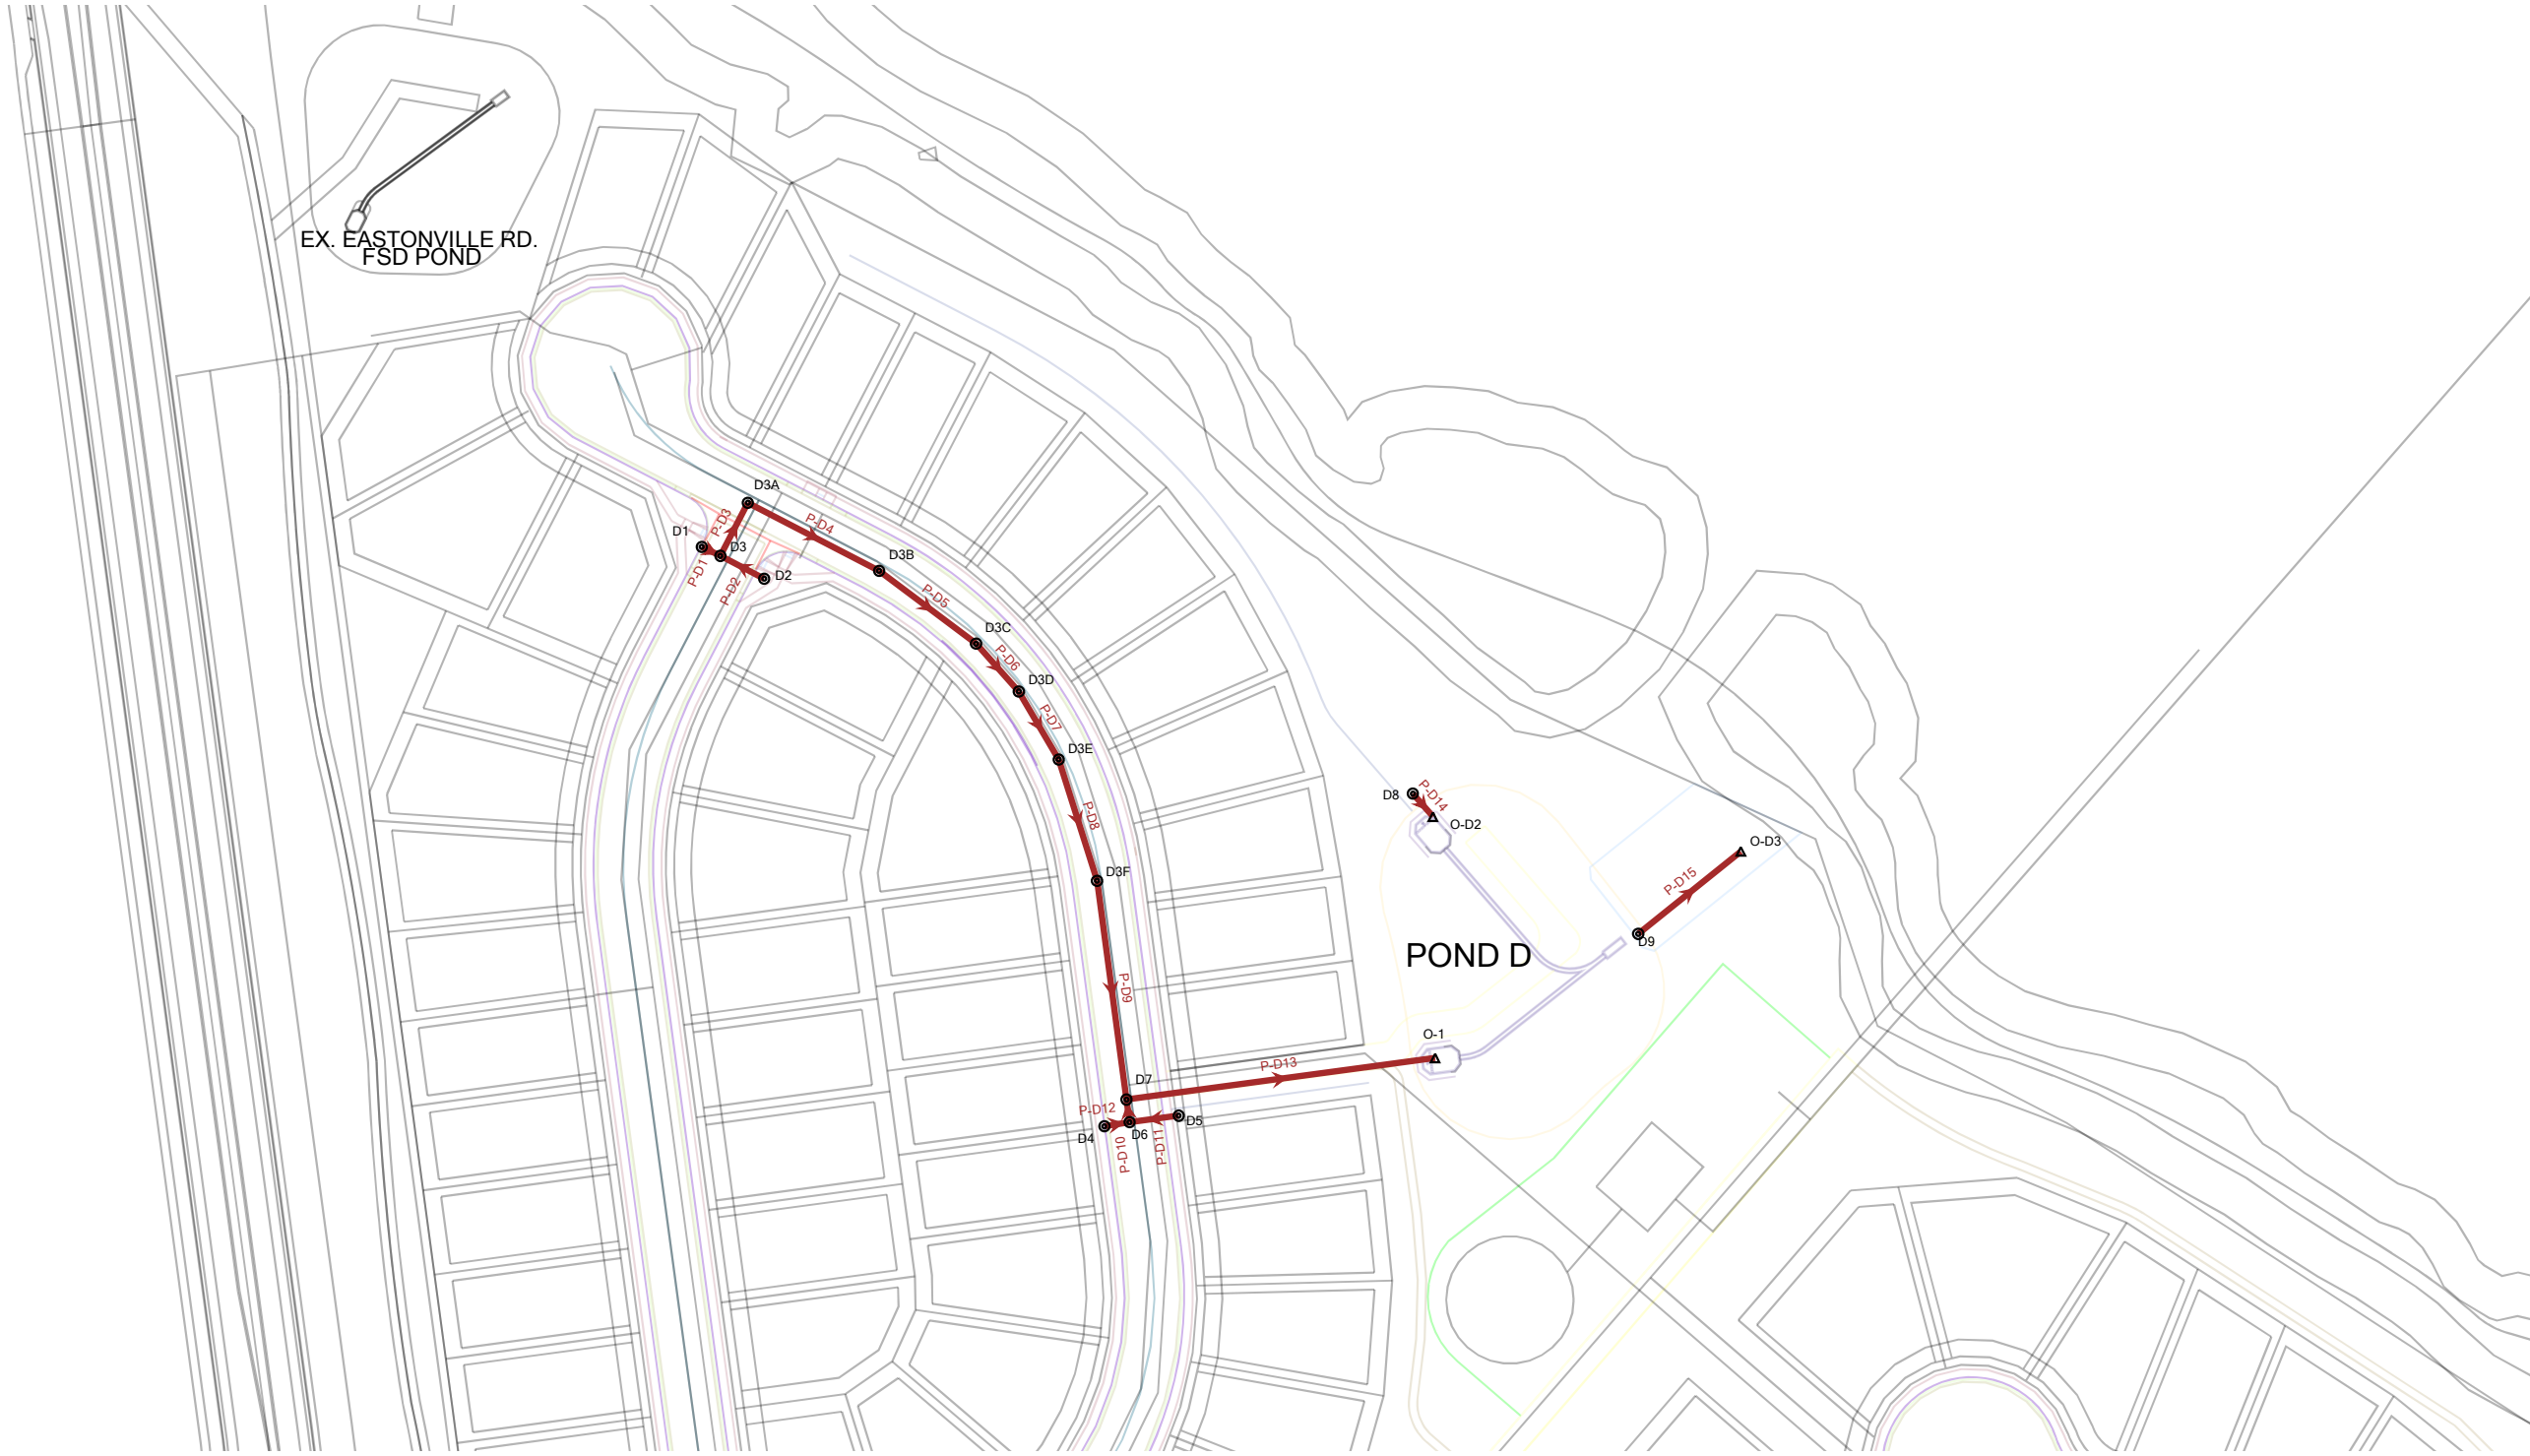 EX. EASTONVILLE RD.
FSD POND
D3A
P-D3
P-D4
D1
D3
D3B
P-D1
P-D2
D2
P-D5
D3C
P-D6
D3D
P-D7
D3E
D8
P-D14
P-D8
O-D2
O-D3
D3F
P-D15
D9
POND D
P-D9
O-1
P-D13
D7
P-D12
D5
D4
D6
P-D10
P-D11